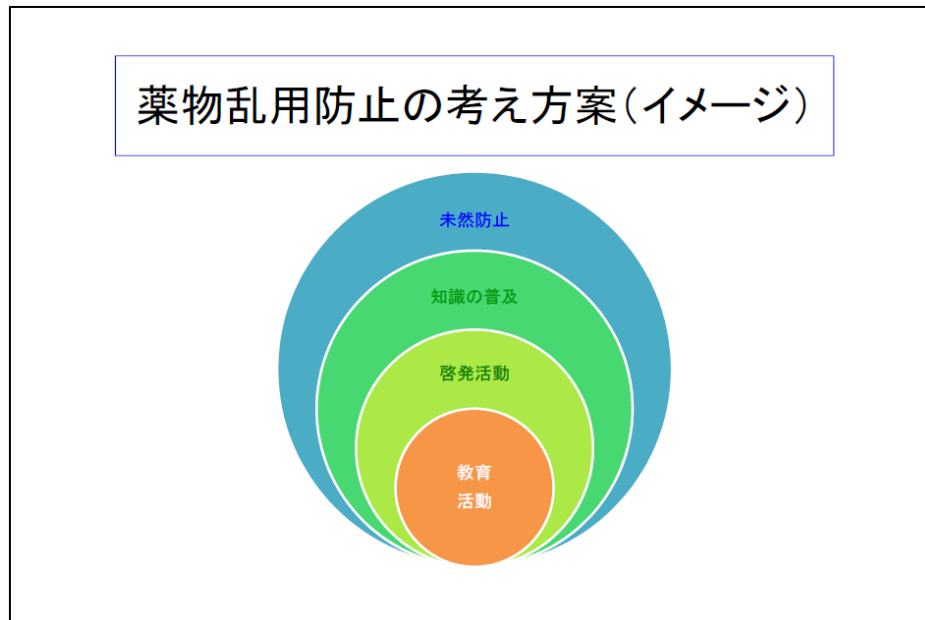 薬物乱用防止の考え方案(イメージ)
未然防止
知識の普及
啓発活動
教育
活動